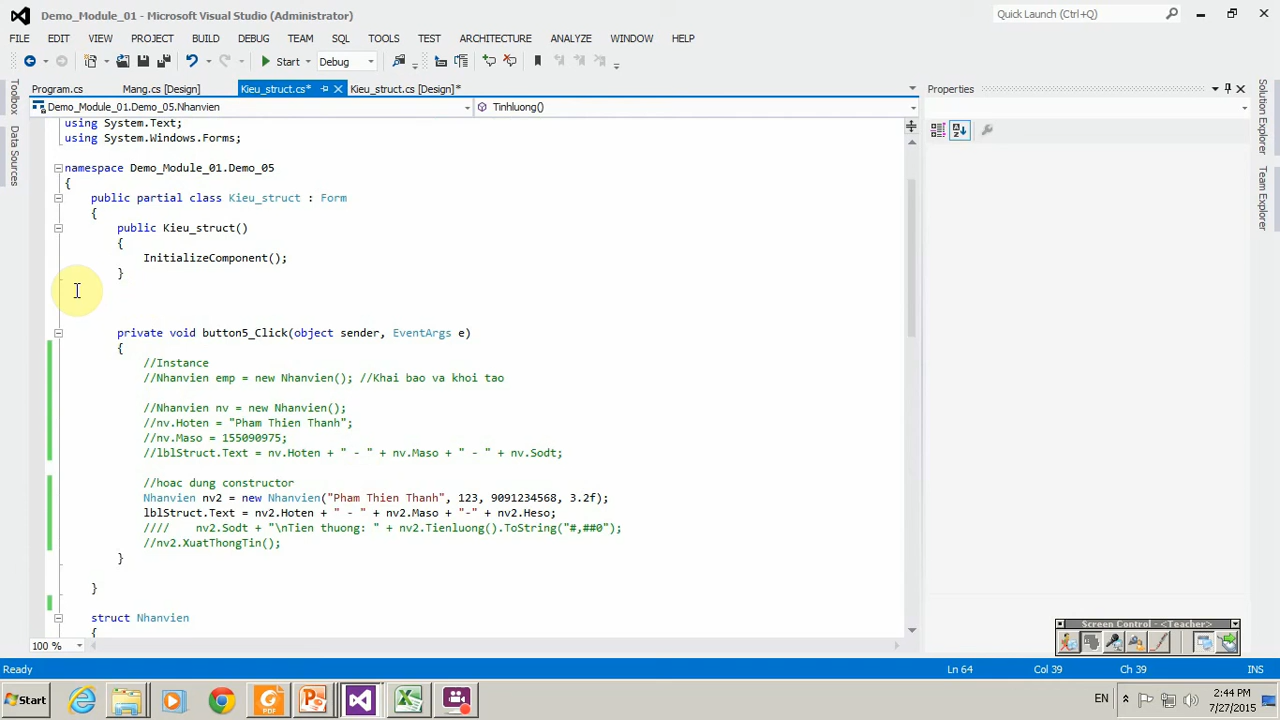 Demo_Module_01 - Microsoft Visual Studio (Administrator)
Quick Launch (Ctrl+Q)
FILE EDIT VIEW PROJECT BUILD DEBUG TEAM SQL TOOLS TEST ARCHITECTURE ANALYZE WINDOW HELP
Start Debug
Program.cs Mang.cs [Design] Kieu_struct.cs* Kieu_struct.cs [Design]*
Demo_Module_01.Demo_05.Nhanvien Tinhluong()
Toolbox
Data Sources
Properties
Solution Explorer
Team Explorer
using System.Text;
using System.Windows.Forms;
namespace Demo_Module_01.Demo_05
{
public partial class Kieu_struct : Form
{
public Kieu_struct()
{
InitializeComponent();
}
private void button5_Click(object sender, EventArgs e)
{
//Instance
//Nhanvien emp = new Nhanvien(); //Khai bao va khoi tao
//Nhanvien nv = new Nhanvien();
//nv.Hoten = "Pham Thien Thanh";
//nv.Maso = 155090975;
//lblStruct.Text = nv.Hoten + " - " + nv.Maso + " - " + nv.Sodt;
//hoac dung constructor
Nhanvien nv2 = new Nhanvien("Pham Thien Thanh", 123, 9091234568, 3.2f);
lblStruct.Text = nv2.Hoten + " - " + nv2.Maso + "-" + nv2.Heso;
//// nv2.Sodt + "\nTien thuong: " + nv2.Tienluong().ToString("#,##0");
//nv2.XuatThongTin();
}
}
struct Nhanvien
{
100 %
Screen Control - <Teacher>
Ready Ln 64 Col 39 Ch 39 INS
Start EN 2:44 PM
7/27/2015